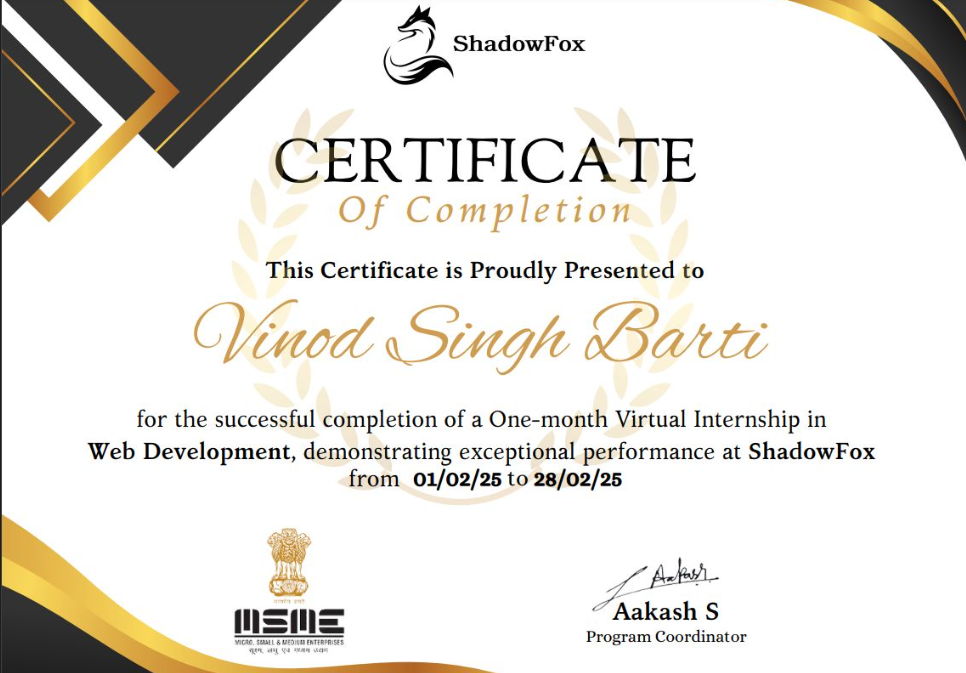 ShadowFox
CERTIFICATE
Of Completion
This Certificate is Proudly Presented to
Vinod Singh Barti
for the successful completion of a One-month Virtual Internship in
Web Development, demonstrating exceptional performance at ShadowFox
from 01/02/25 to 28/02/25
MSME
MICRO, SMALL & MEDIUM ENTERPRISES
सूक्ष्म, लघु एवं मध्यम उद्यम
Aakash
Aakash S
Program Coordinator